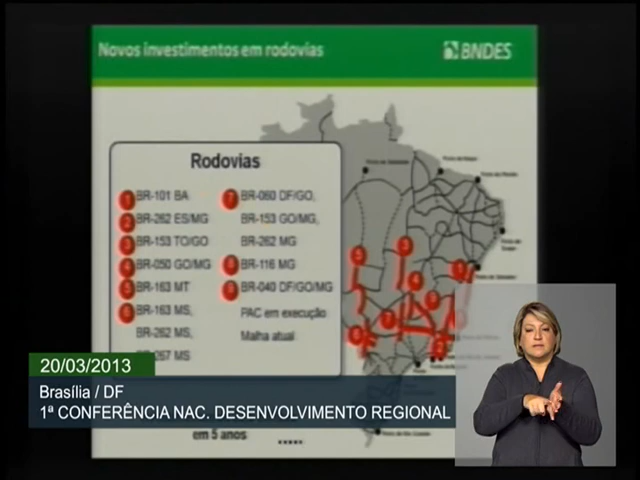 Novos investimentos em rodovias
BNDES
Rodovias
1 BR-101 BA
2 BR-262 ES/MG
3 BR-153 TO/GO
4 BR-050 GO/MG
5 BR-163 MT
6 BR-163 MS,
BR-262 MS,
BR-267 MS
7 BR-060 DF/GO,
BR-153 GO/MG,
BR-262 MG
8 BR-116 MG
9 BR-040 DF/GO/MG
PAC em execução
Malha atual
20/03/2013
Brasília / DF
1ª CONFERÊNCIA NAC. DESENVOLVIMENTO REGIONAL
em 5 anos